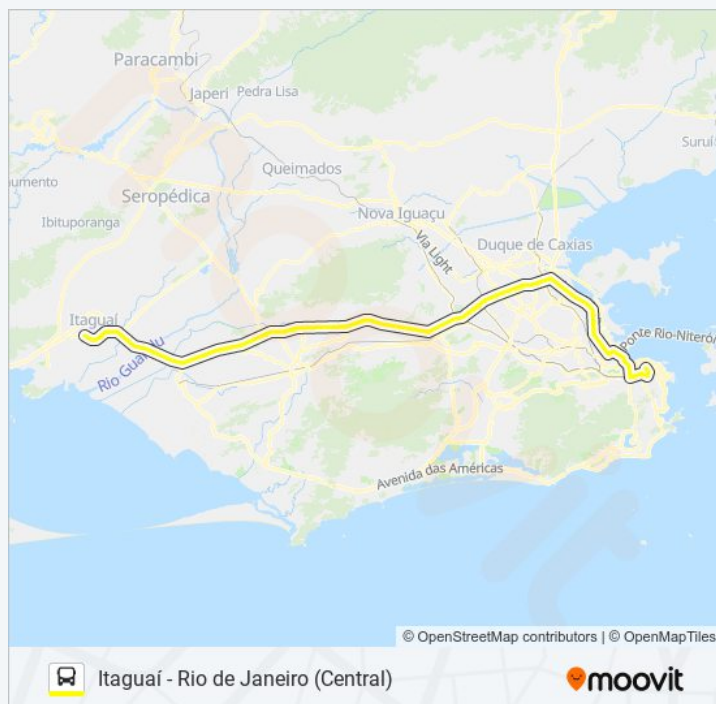 Paracambi
Japeri
Pedra Lisa
Suruí
numento
Queimados
Seropédica
Ibituporanga
Nova Iguaçu
Via Light
Duque de Caxias
Itaguaí
Rio Guandu
Ponte Rio-Niterói
Avenida das Américas
© OpenStreetMap contributors | © OpenMapTiles
Itaguaí - Rio de Janeiro (Central)
moovit